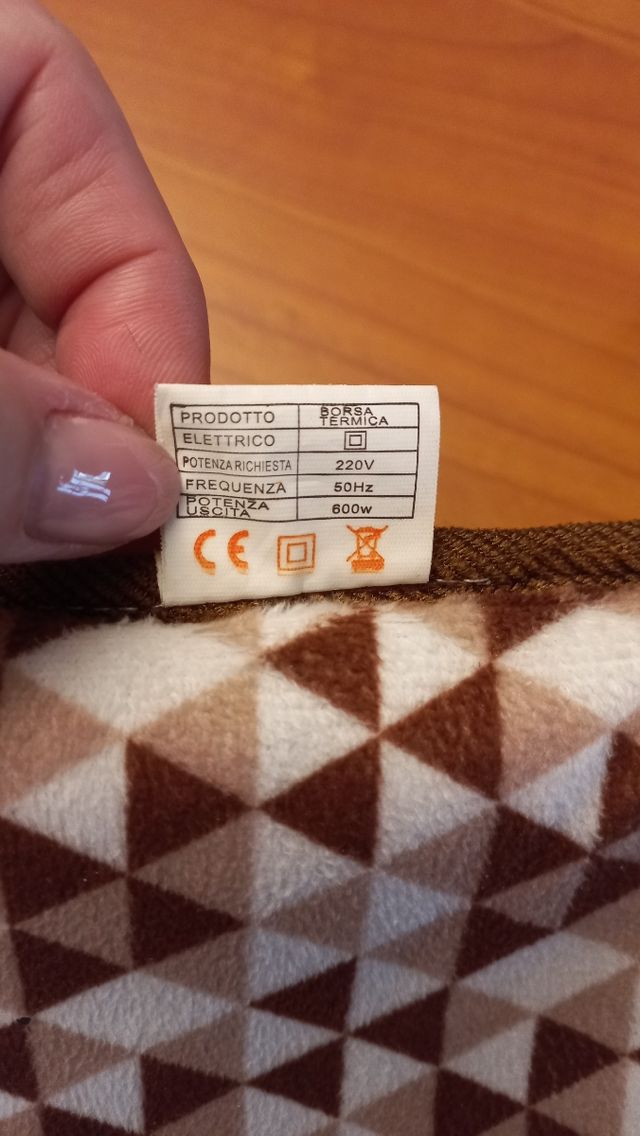 PRODOTTO BORSA TERMICA
ELETTRICO
POTENZA RICHIESTA 220V
FREQUENZA 50Hz
POTENZA USCITA 600w
CE